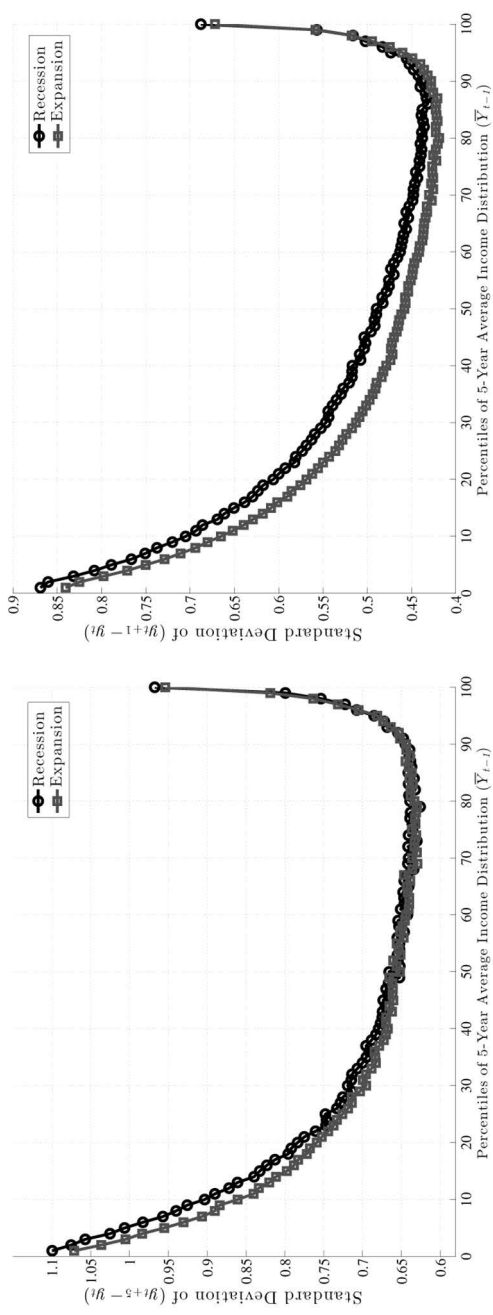 Standard Deviation of (y_{t+5} − y_t)
1.1
1.05
1
0.95
0.9
0.85
0.8
0.75
0.7
0.65
0.6
Recession
Expansion
0 10 20 30 40 50 60 70 80 90 100
Percentiles of 5-Year Average Income Distribution (Ȳ_{t−1})
Standard Deviation of (y_{t+1} − y_t)
0.9
0.85
0.8
0.75
0.7
0.65
0.6
0.55
0.5
0.45
0.4
Recession
Expansion
0 10 20 30 40 50 60 70 80 90 100
Percentiles of 5-Year Average Income Distribution (Ȳ_{t−1})